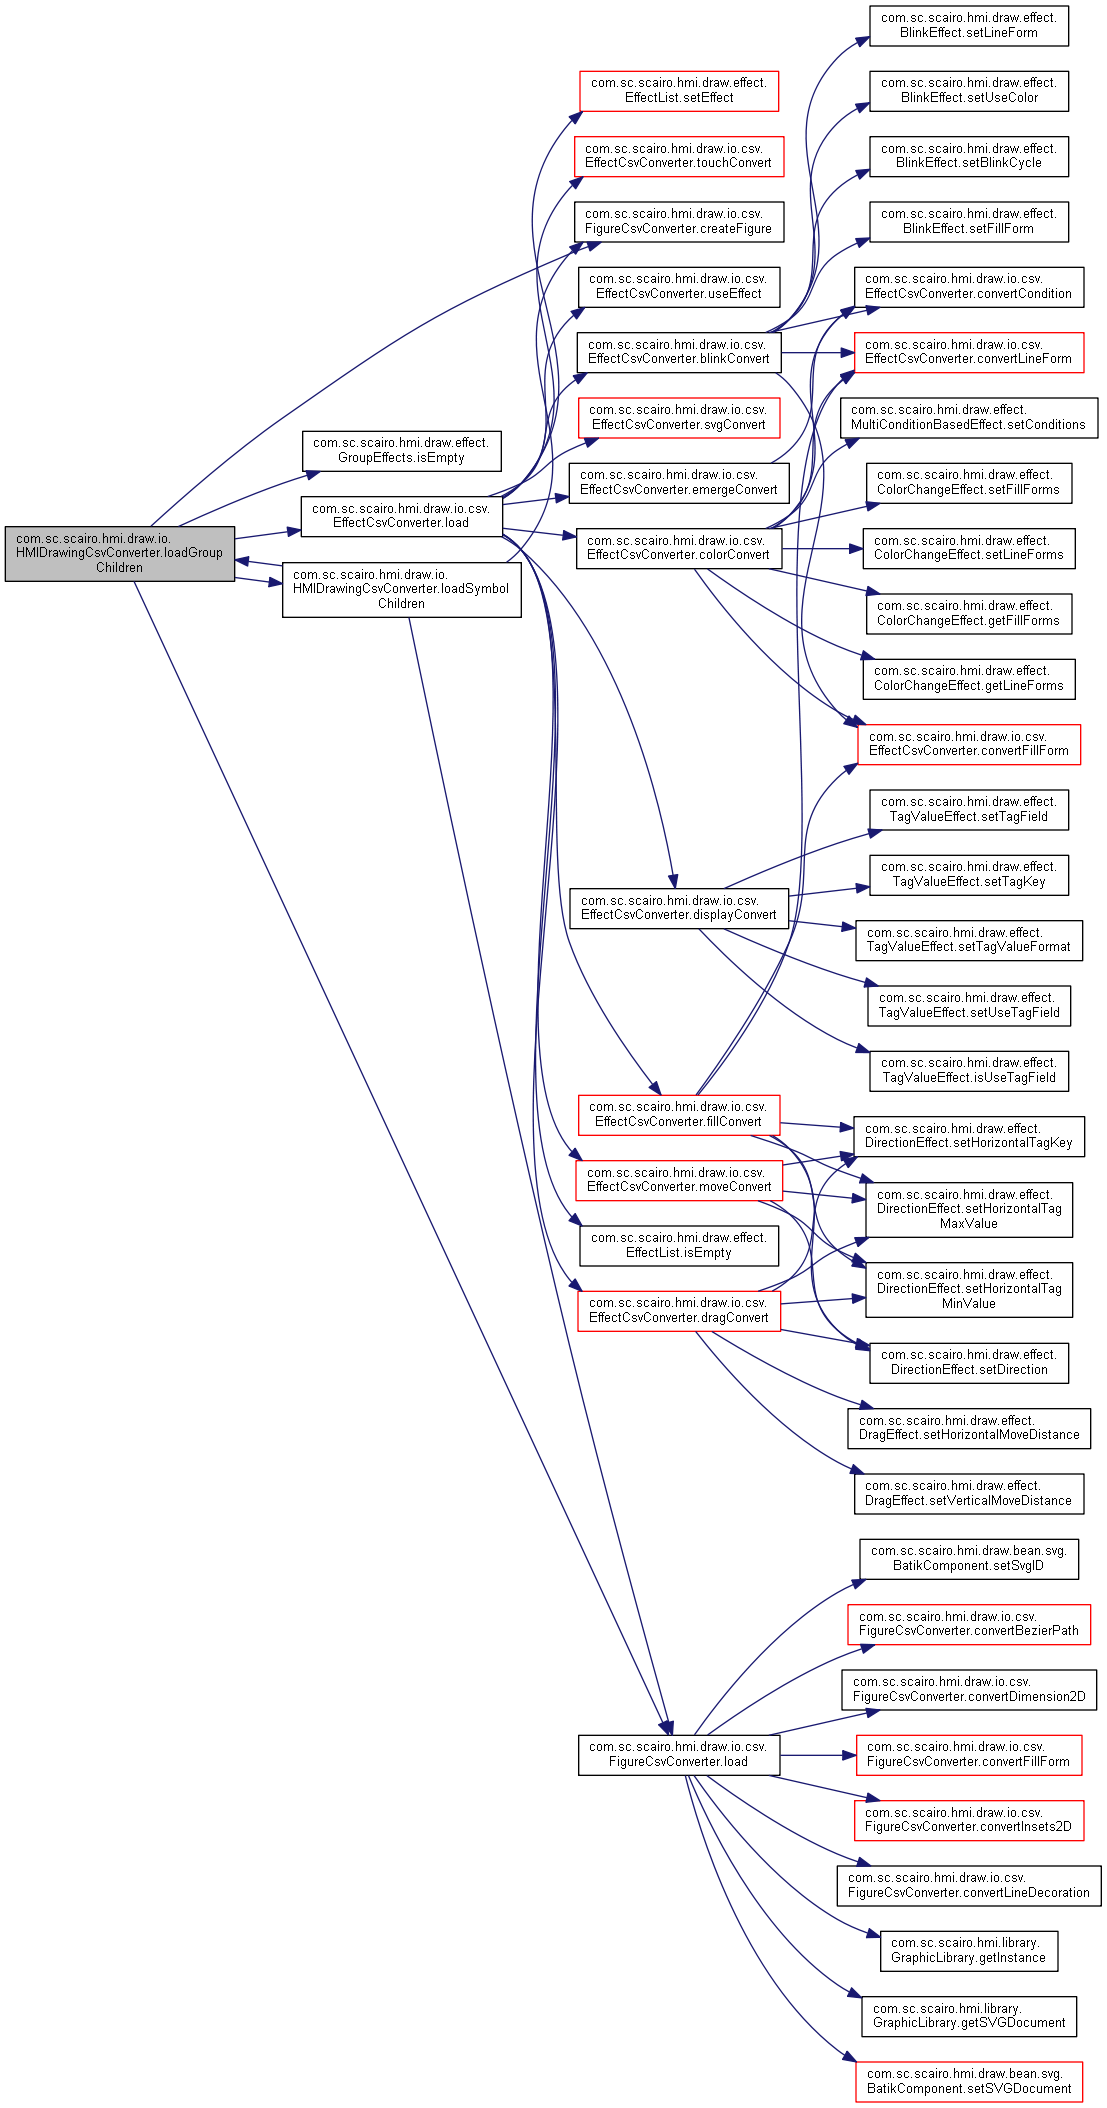 com.sc.scairo.hmi.draw.io.
HMIDrawingCsvConverter.loadGroup
Children
com.sc.scairo.hmi.draw.effect.
GroupEffects.isEmpty
com.sc.scairo.hmi.draw.io.csv.
EffectCsvConverter.load
com.sc.scairo.hmi.draw.io.
HMIDrawingCsvConverter.loadSymbol
Children
com.sc.scairo.hmi.draw.effect.
EffectList.setEffect
com.sc.scairo.hmi.draw.io.csv.
EffectCsvConverter.touchConvert
com.sc.scairo.hmi.draw.io.csv.
FigureCsvConverter.createFigure
com.sc.scairo.hmi.draw.io.csv.
EffectCsvConverter.useEffect
com.sc.scairo.hmi.draw.io.csv.
EffectCsvConverter.blinkConvert
com.sc.scairo.hmi.draw.io.csv.
EffectCsvConverter.svgConvert
com.sc.scairo.hmi.draw.io.csv.
EffectCsvConverter.emergeConvert
com.sc.scairo.hmi.draw.io.csv.
EffectCsvConverter.colorConvert
com.sc.scairo.hmi.draw.io.csv.
EffectCsvConverter.displayConvert
com.sc.scairo.hmi.draw.io.csv.
EffectCsvConverter.fillConvert
com.sc.scairo.hmi.draw.io.csv.
EffectCsvConverter.moveConvert
com.sc.scairo.hmi.draw.effect.
EffectList.isEmpty
com.sc.scairo.hmi.draw.io.csv.
EffectCsvConverter.dragConvert
com.sc.scairo.hmi.draw.io.csv.
FigureCsvConverter.load
com.sc.scairo.hmi.draw.effect.
BlinkEffect.setLineForm
com.sc.scairo.hmi.draw.effect.
BlinkEffect.setUseColor
com.sc.scairo.hmi.draw.effect.
BlinkEffect.setBlinkCycle
com.sc.scairo.hmi.draw.effect.
BlinkEffect.setFillForm
com.sc.scairo.hmi.draw.io.csv.
EffectCsvConverter.convertCondition
com.sc.scairo.hmi.draw.io.csv.
EffectCsvConverter.convertLineForm
com.sc.scairo.hmi.draw.effect.
MultiConditionBasedEffect.setConditions
com.sc.scairo.hmi.draw.effect.
ColorChangeEffect.setFillForms
com.sc.scairo.hmi.draw.effect.
ColorChangeEffect.setLineForms
com.sc.scairo.hmi.draw.effect.
ColorChangeEffect.getFillForms
com.sc.scairo.hmi.draw.effect.
ColorChangeEffect.getLineForms
com.sc.scairo.hmi.draw.io.csv.
EffectCsvConverter.convertFillForm
com.sc.scairo.hmi.draw.effect.
TagValueEffect.setTagField
com.sc.scairo.hmi.draw.effect.
TagValueEffect.setTagKey
com.sc.scairo.hmi.draw.effect.
TagValueEffect.setTagValueFormat
com.sc.scairo.hmi.draw.effect.
TagValueEffect.setUseTagField
com.sc.scairo.hmi.draw.effect.
TagValueEffect.isUseTagField
com.sc.scairo.hmi.draw.effect.
DirectionEffect.setHorizontalTagKey
com.sc.scairo.hmi.draw.effect.
DirectionEffect.setHorizontalTag
MaxValue
com.sc.scairo.hmi.draw.effect.
DirectionEffect.setHorizontalTag
MinValue
com.sc.scairo.hmi.draw.effect.
DirectionEffect.setDirection
com.sc.scairo.hmi.draw.effect.
DragEffect.setHorizontalMoveDistance
com.sc.scairo.hmi.draw.effect.
DragEffect.setVerticalMoveDistance
com.sc.scairo.hmi.draw.bean.svg.
BatikComponent.setSvgID
com.sc.scairo.hmi.draw.io.csv.
FigureCsvConverter.convertBezierPath
com.sc.scairo.hmi.draw.io.csv.
FigureCsvConverter.convertDimension2D
com.sc.scairo.hmi.draw.io.csv.
FigureCsvConverter.convertFillForm
com.sc.scairo.hmi.draw.io.csv.
FigureCsvConverter.convertInsets2D
com.sc.scairo.hmi.draw.io.csv.
FigureCsvConverter.convertLineDecoration
com.sc.scairo.hmi.library.
GraphicLibrary.getInstance
com.sc.scairo.hmi.library.
GraphicLibrary.getSVGDocument
com.sc.scairo.hmi.draw.bean.svg.
BatikComponent.setSVGDocument